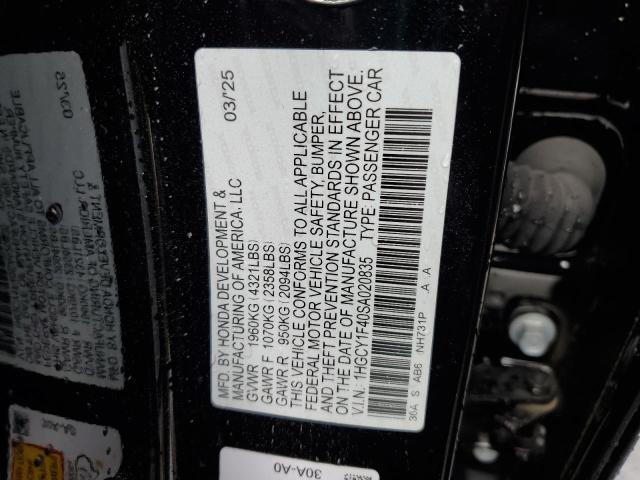 MFD. BY HONDA DEVELOPMENT & 03/25
MANUFACTURING OF AMERICA, LLC
GVWR 1960KG(4321LBS)
GAWR F 1070KG(2358LBS)
GAWR R 950KG(2094LBS)
THIS VEHICLE CONFORMS TO ALL APPLICABLE
FEDERAL MOTOR VEHICLE SAFETY, BUMPER,
AND THEFT PREVENTION STANDARDS IN EFFECT
ON THE DATE OF MANUFACTURE SHOWN ABOVE.
V.I.N.: 1HGCY1F40SA020835 TYPE: PASSENGER CAR
30A S AB6 NH731P A A
30A-A0